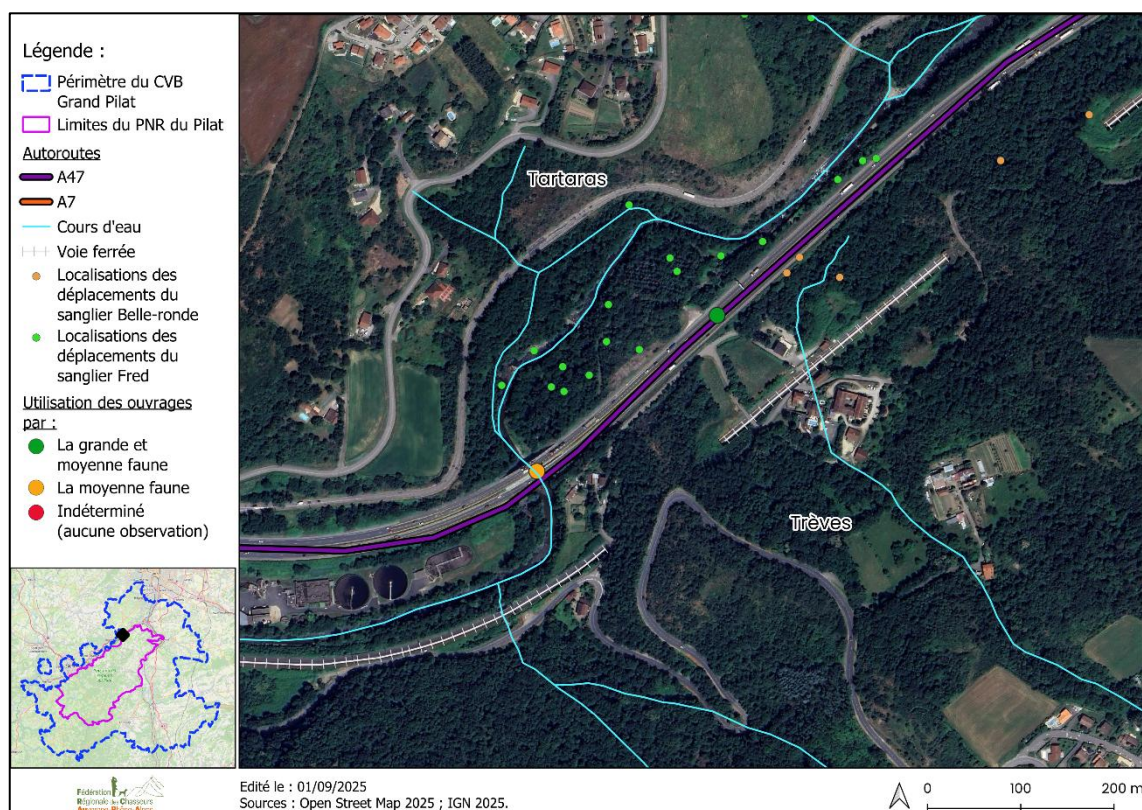 Légende :
Périmètre du CVB
Grand Pilat
Limites du PNR du Pilat
Autoroutes
A47
A7
Cours d'eau
Voie ferrée
Localisations des
déplacements du
sanglier Belle-ronde
Localisations des
déplacements du
sanglier Fred
Utilisation des ouvrages
par :
La grande et
moyenne faune
La moyenne faune
Indéterminé
(aucune observation)
Tartaras
Trèves
Fédération
Régionale des Chasseurs
Auvergne-Rhône-Alpes
Edité le : 01/09/2025
Sources : Open Street Map 2025 ; IGN 2025.
0 100 200 m